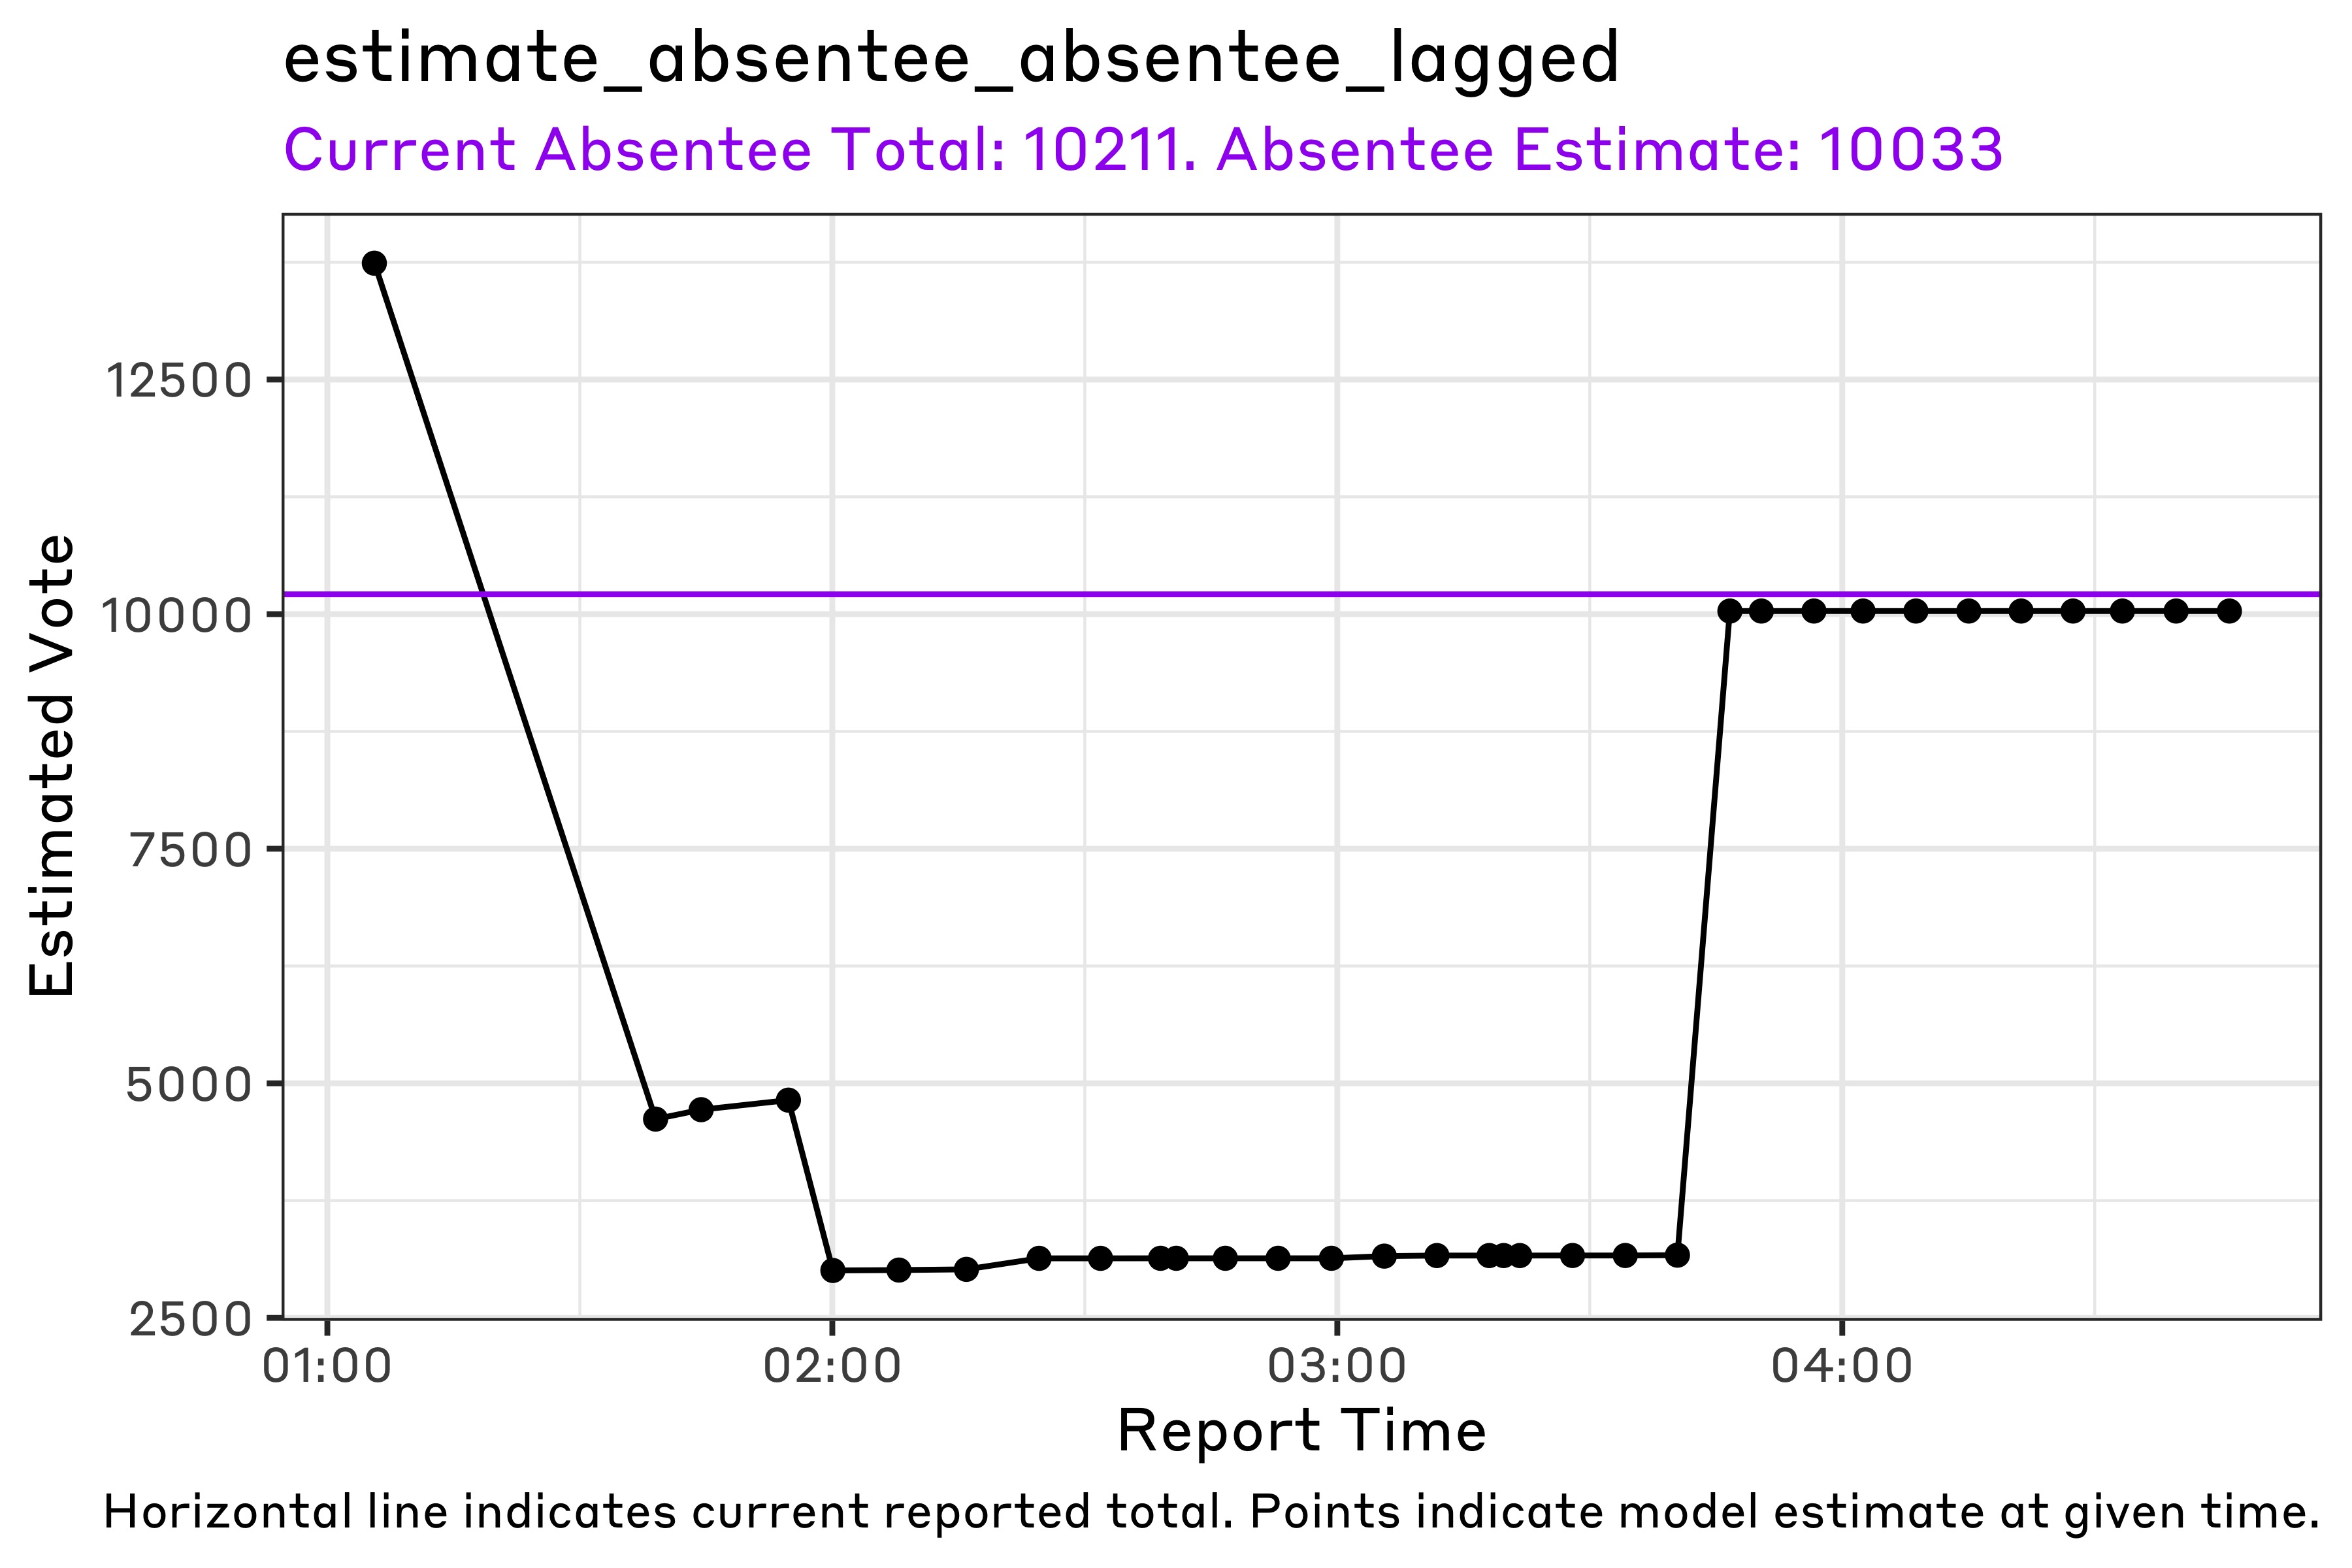 estimate_absentee_absentee_lagged
Current Absentee Total: 10211. Absentee Estimate: 10033
Estimated Vote
12500
10000
7500
5000
2500
01:00
02:00
03:00
04:00
Report Time
Horizontal line indicates current reported total. Points indicate model estimate at given time.